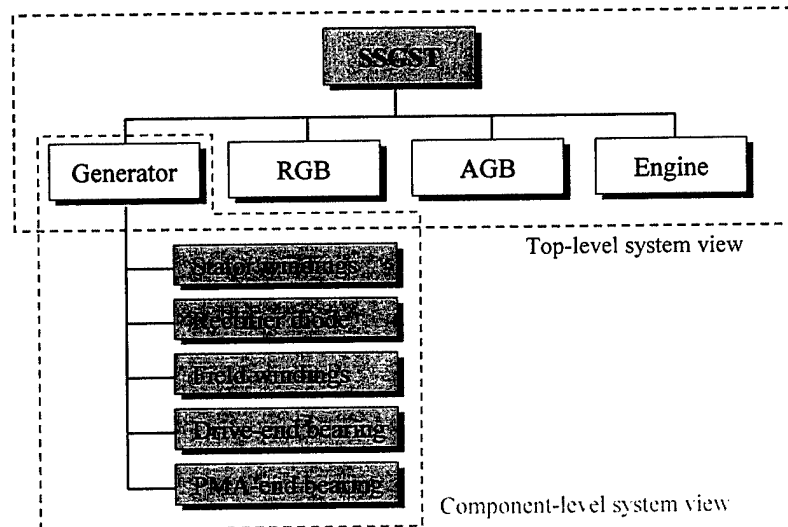 SSGST
Generator
RGB
AGB
Engine
Top-level system view
Stator windings
Rectifier diode
Field windings
Drive-end bearing
PMA-end bearing
Component-level system view